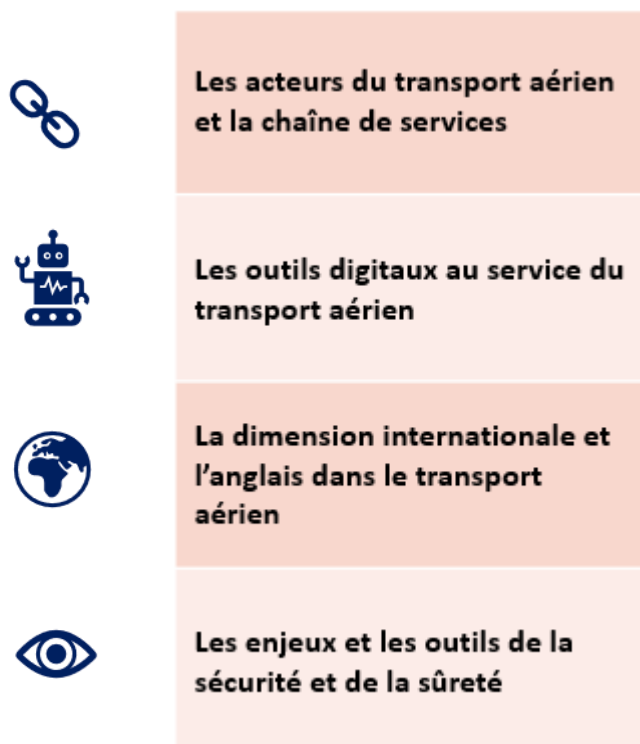 Les acteurs du transport aérien
et la chaîne de services
Les outils digitaux au service du
transport aérien
La dimension internationale et
l’anglais dans le transport
aérien
Les enjeux et les outils de la
sécurité et de la sûreté